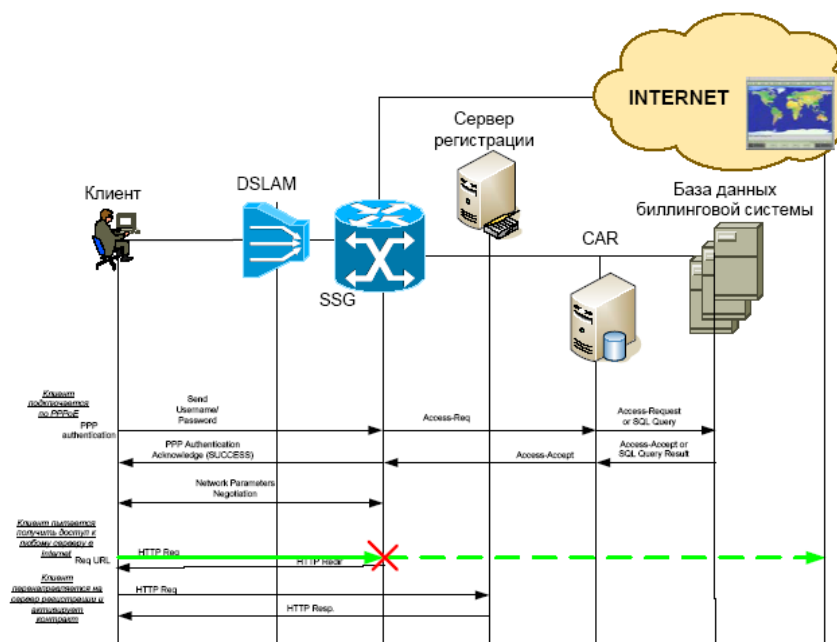 INTERNET
Сервер
регистрации
Клиент
DSLAM
База данных
биллинговой системы
CAR
SSG
Клиент
подключается
по PPPoE
PPP
authentication
Send
Username/
Password
Access-Req
Access-Request
or SQL Query
PPP Authentication
Acknowledge (SUCCESS)
Access-Accept
Access-Accept or
SQL Query Result
Network Parameters
Negotiation
Клиент пытается
получить доступ к
любому серверу в
Internet
Req URL
HTTP Req
HTTP Redir
Клиент
перенаправляется на
сервер регистрации и
активирует
контракт
HTTP Req
HTTP Resp.